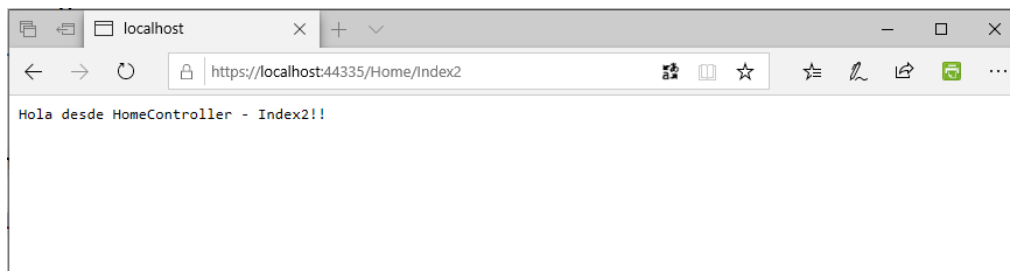 localhost
https://localhost:44335/Home/Index2
Hola desde HomeController - Index2!!